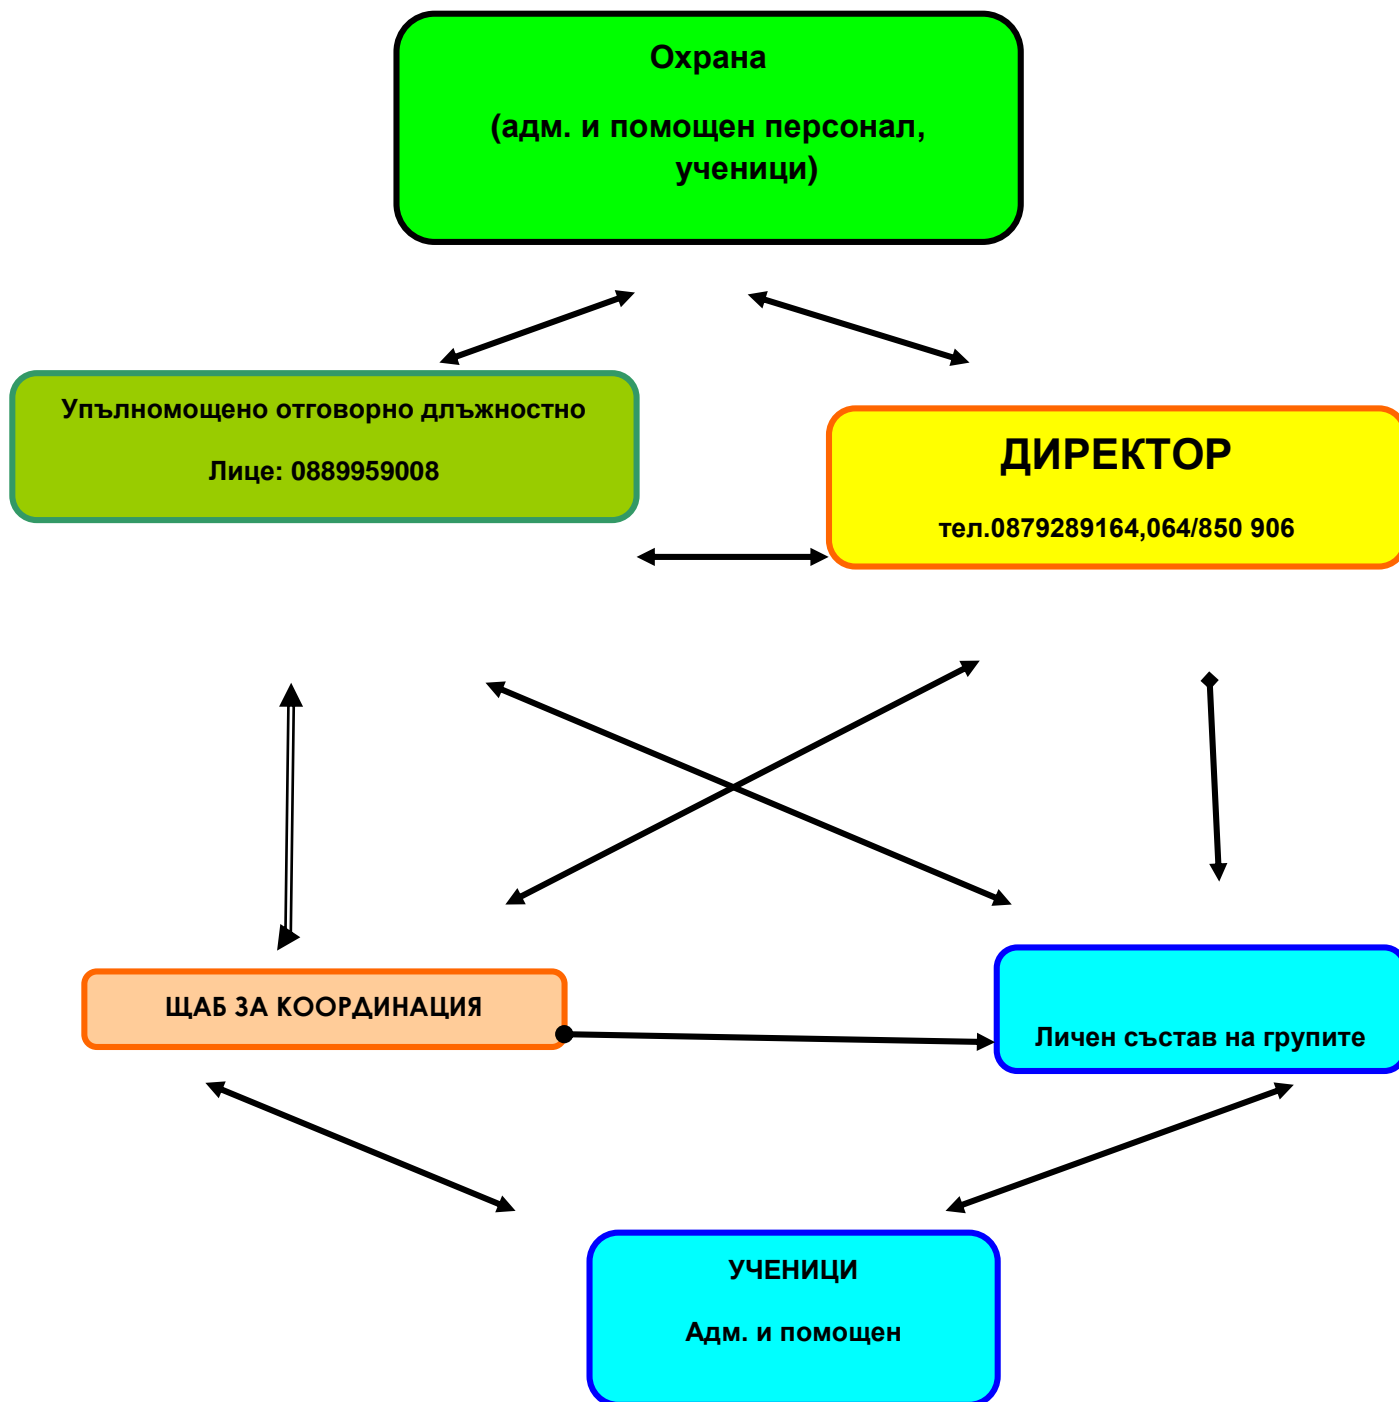 Охрана
(адм. и помощен персонал,
ученици)
Упълномощено отговорно длъжностно
Лице: 0889959008
ДИРЕКТОР
тел.0879289164,064/850 906
ЩАБ ЗА КООРДИНАЦИЯ
Личен състав на групите
УЧЕНИЦИ
Адм. и помощен